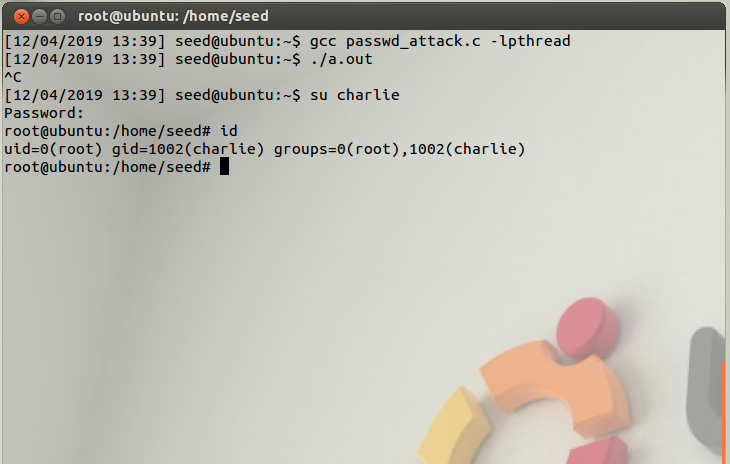 root@ubuntu: /home/seed
[12/04/2019 13:39] seed@ubuntu:~$ gcc passwd_attack.c -lpthread
[12/04/2019 13:39] seed@ubuntu:~$ ./a.out
^C
[12/04/2019 13:39] seed@ubuntu:~$ su charlie
Password:
root@ubuntu:/home/seed# id
uid=0(root) gid=1002(charlie) groups=0(root),1002(charlie)
root@ubuntu:/home/seed#